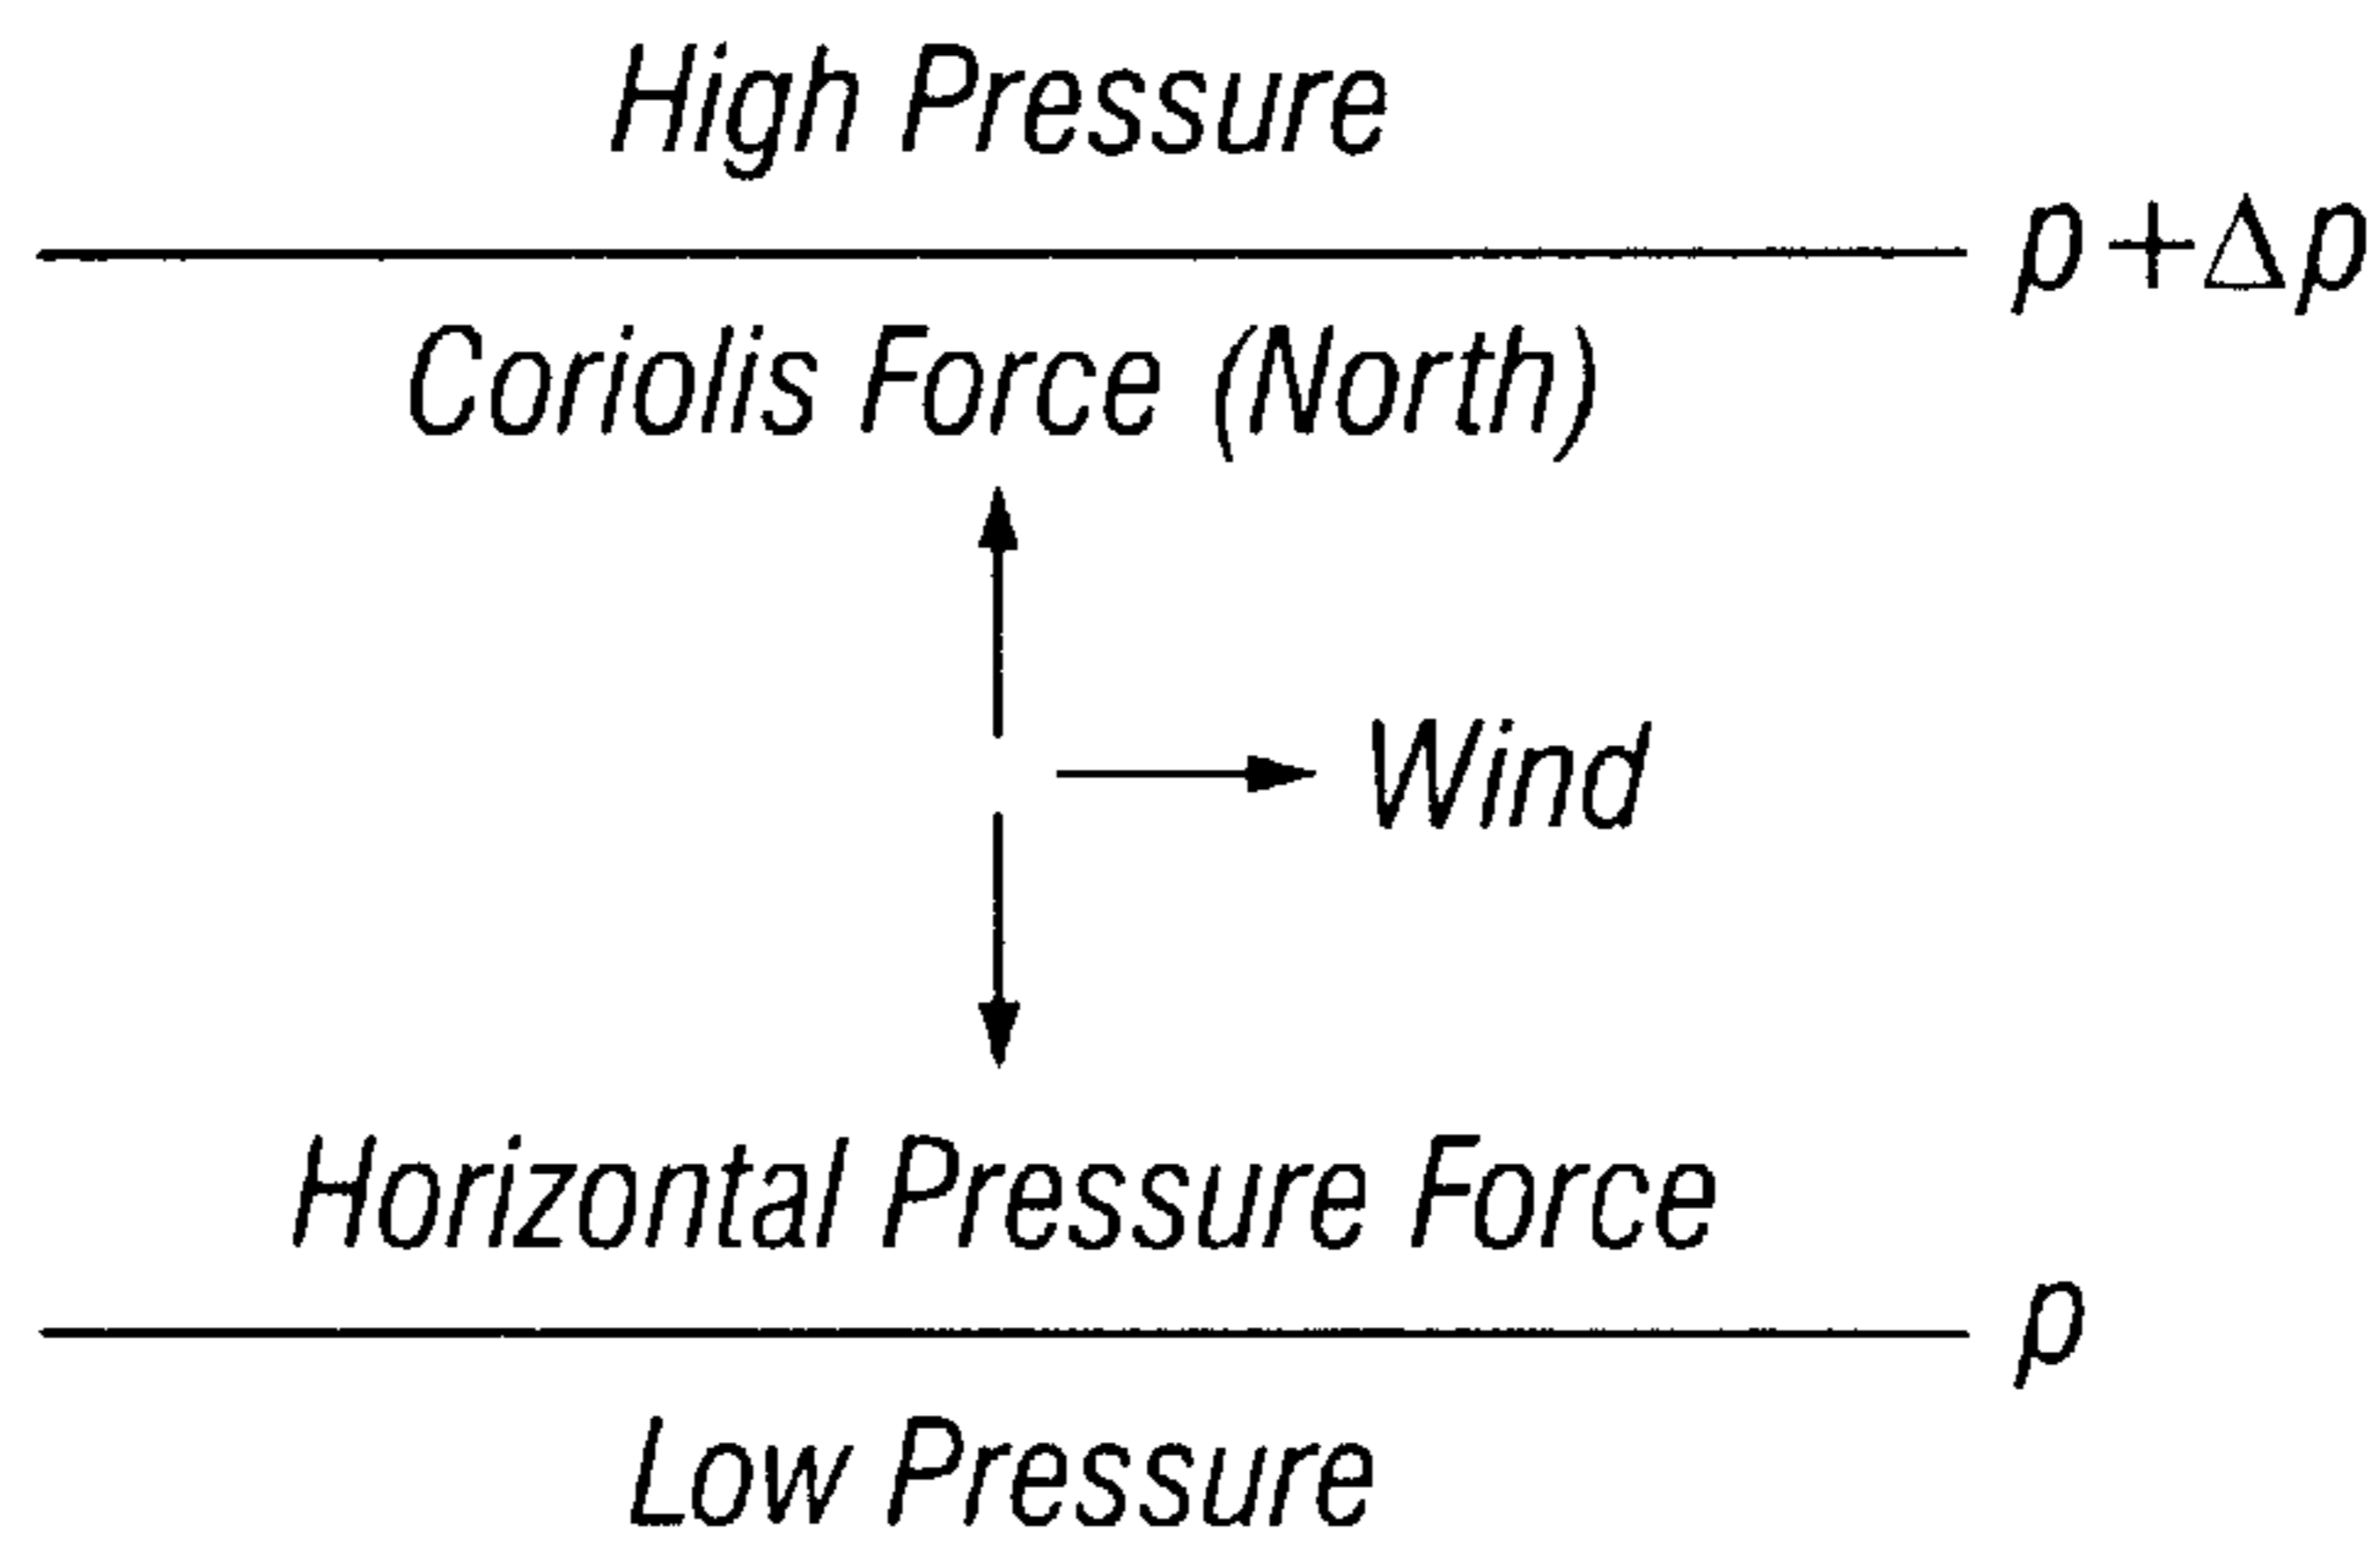 High Pressure
p+Δp
Coriolis Force (North)
Wind
Horizontal Pressure Force
p
Low Pressure